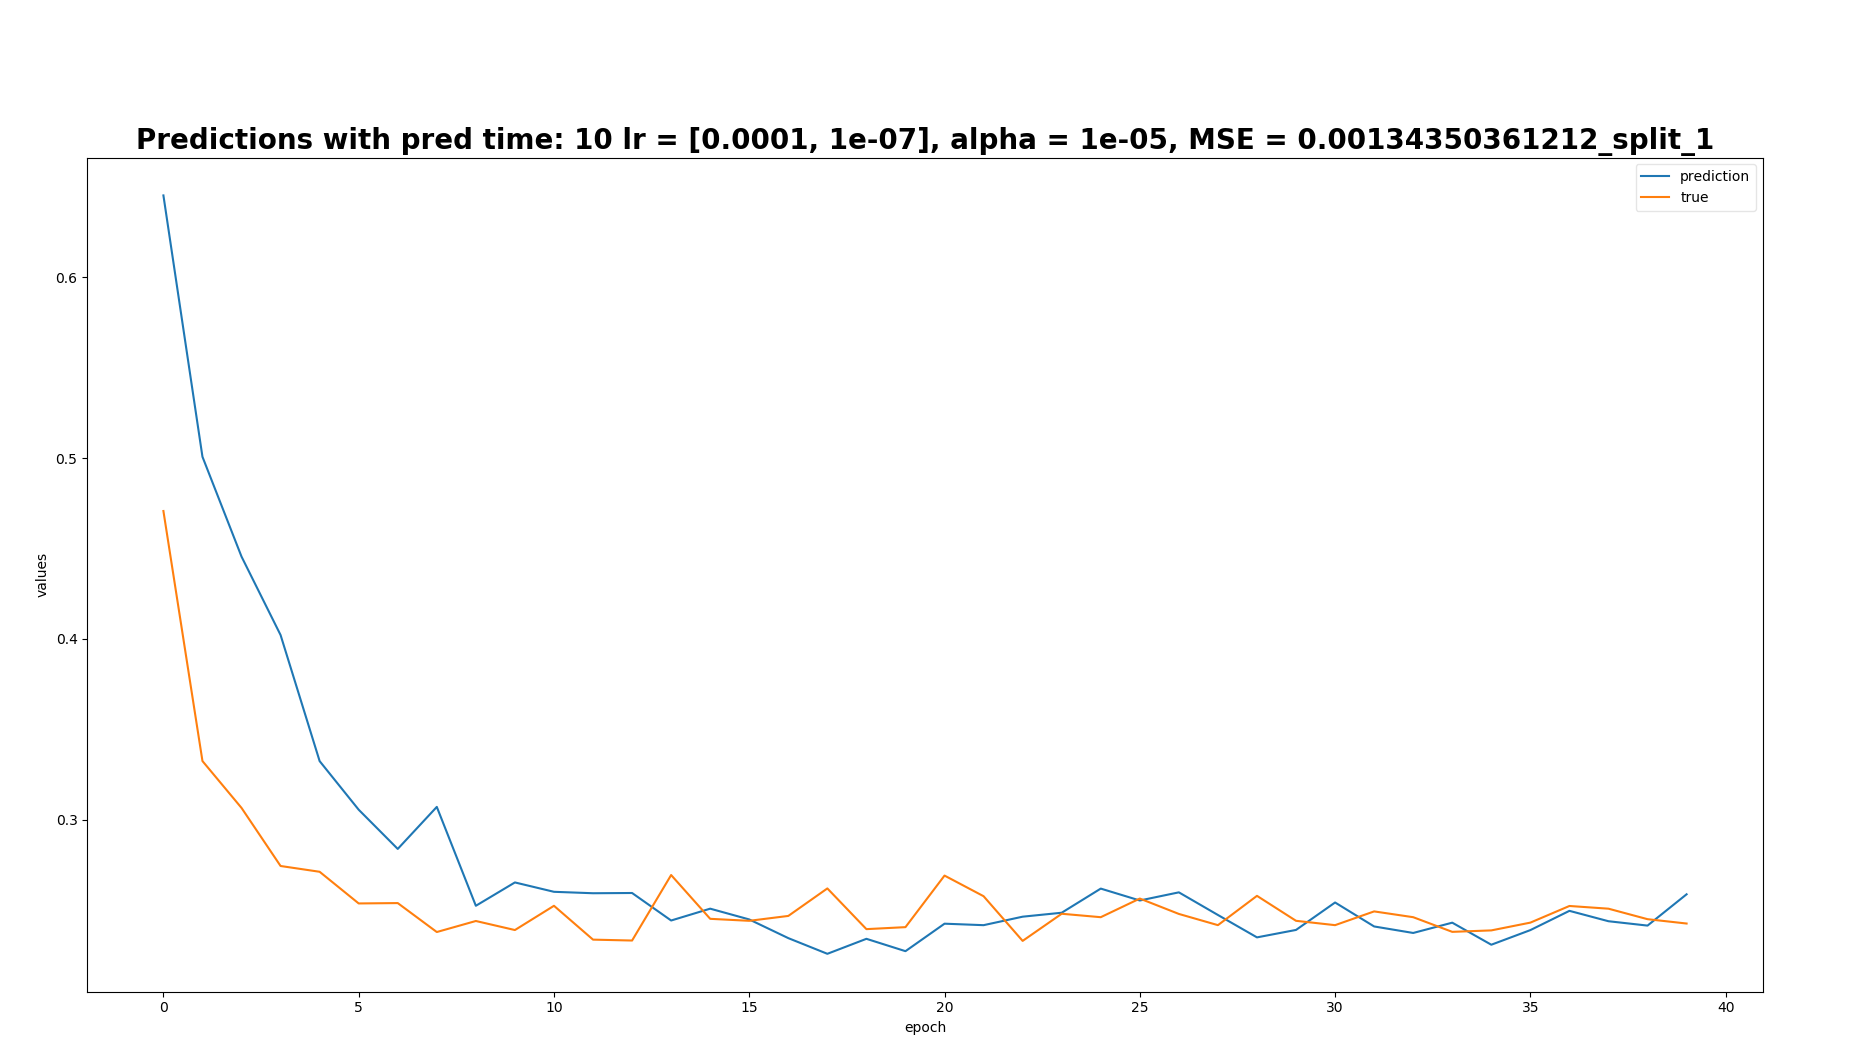 Predictions with pred time: 10 lr = [0.0001, 1e-07], alpha = 1e-05, MSE = 0.00134350361212_split_1
prediction
true
0.6
0.5
0.4
0.3
values
0 5 10 15 20 25 30 35 40
epoch